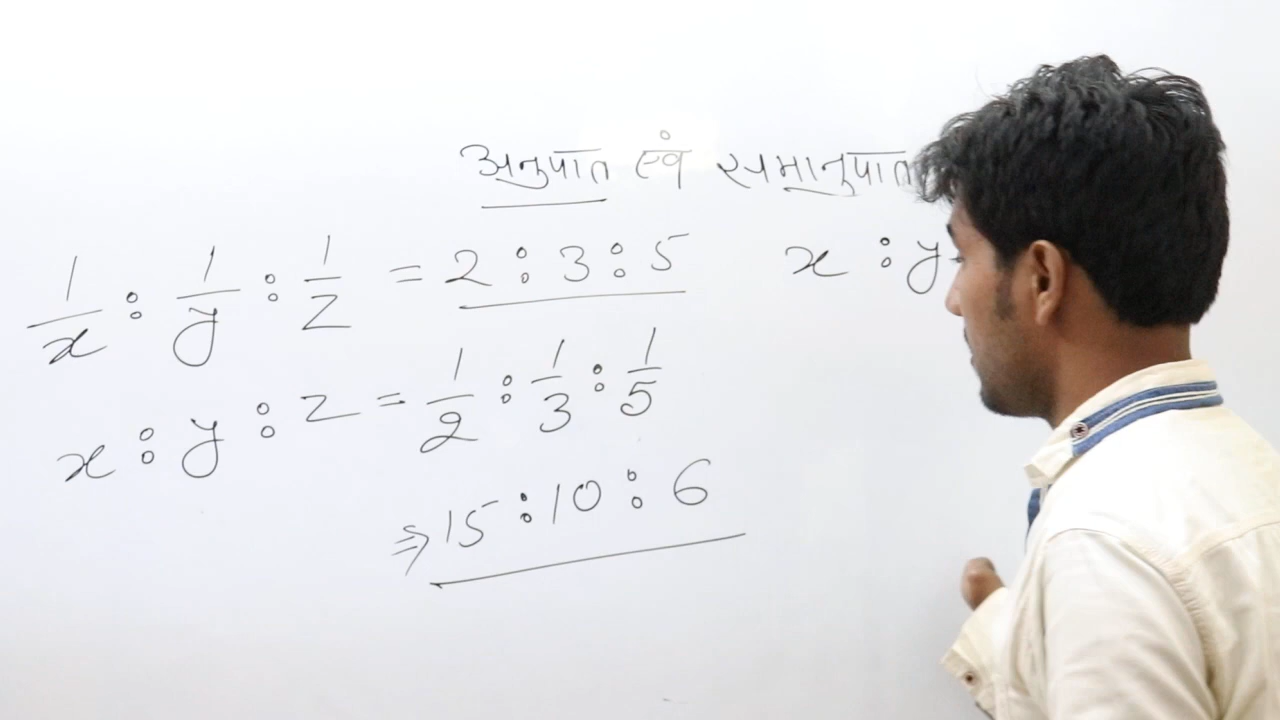 अनुपात एवं समानुपात
1/x : 1/y : 1/z = 2 : 3 : 5
x : y
x : y : z = 1/2 : 1/3 : 1/5
⇒ 15 : 10 : 6